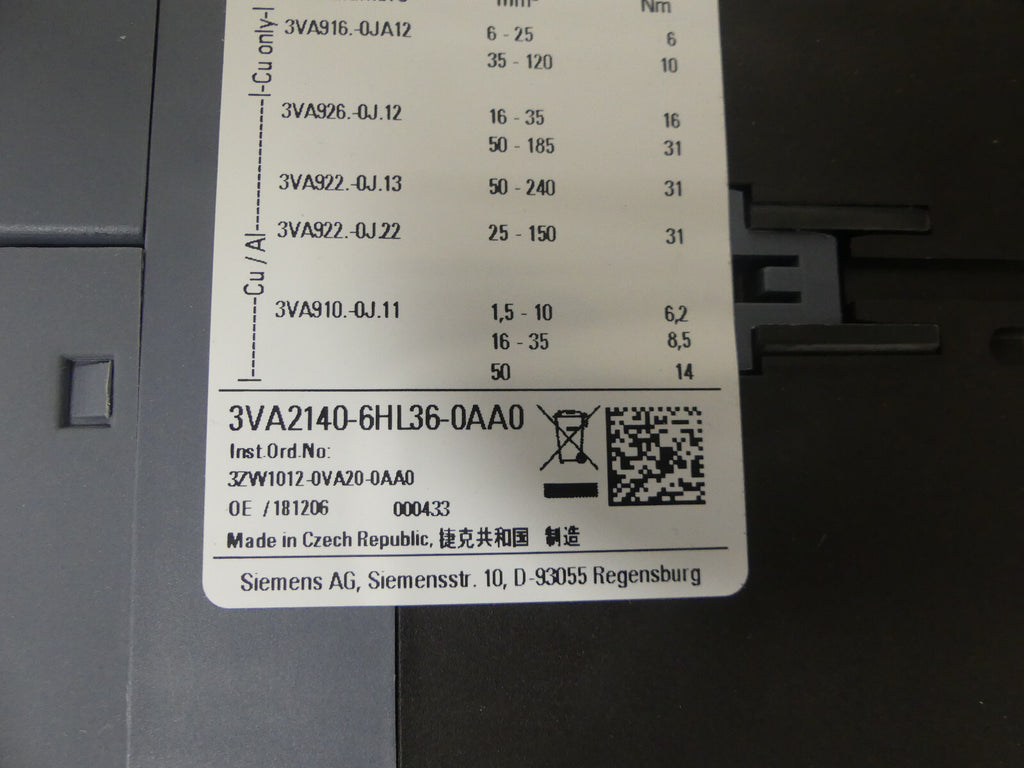 mm² Nm
|----Cu / Al--------|-Cu only-|
3VA916.-0JA12 6 - 25 6
35 - 120 10
3VA926.-0J.12 16 - 35 16
50 - 185 31
3VA922.-0J.13 50 - 240 31
3VA922.-0J.22 25 - 150 31
3VA910.-0J.11 1,5 - 10 6,2
16 - 35 8,5
50 14
3VA2140-6HL36-0AA0
Inst.Ord.No:
3ZW1012-0VA20-0AA0
OE / 181206 000433
Made in Czech Republic, 捷克共和国 制造
Siemens AG, Siemensstr. 10, D-93055 Regensburg